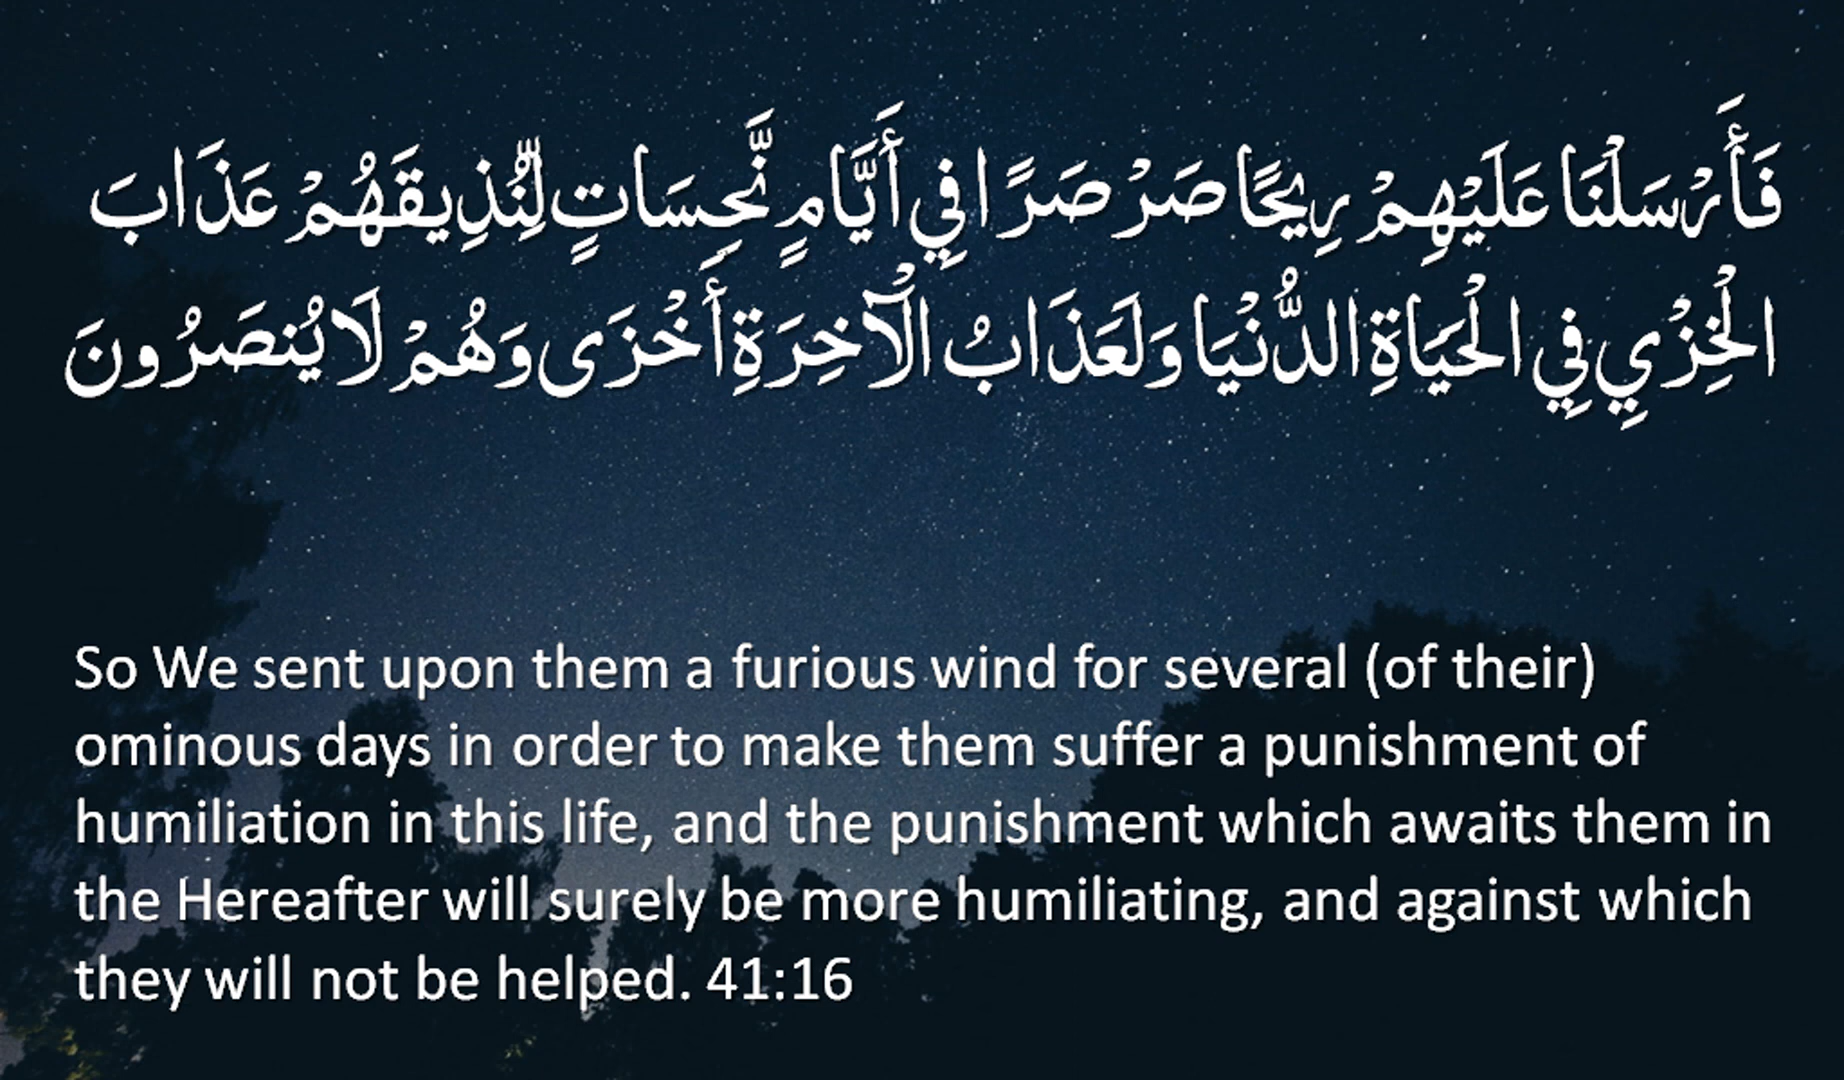 فَأَرْسَلْنَا عَلَيْهِمْ رِيحًا صَرْصَرًا فِي أَيَّامٍ نَّحِسَاتٍ لِّنُذِيقَهُمْ عَذَابَ
الْخِزْيِ فِي الْحَيَاةِ الدُّنْيَا وَلَعَذَابُ الْآخِرَةِ أَخْزَى وَهُمْ لَا يُنصَرُونَ
So We sent upon them a furious wind for several (of their)
ominous days in order to make them suffer a punishment of
humiliation in this life, and the punishment which awaits them in
the Hereafter will surely be more humiliating, and against which
they will not be helped. 41:16